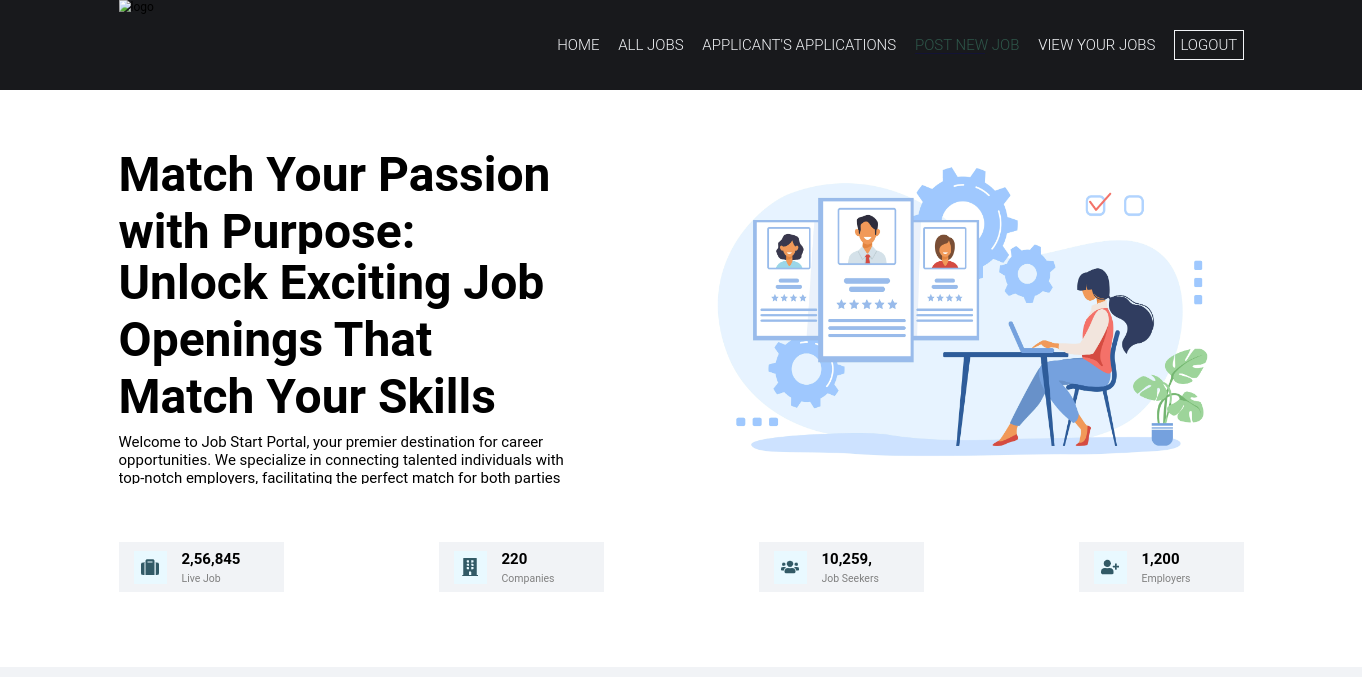 logo
HOME ALL JOBS APPLICANT'S APPLICATIONS POST NEW JOB VIEW YOUR JOBS LOGOUT
Match Your Passion
with Purpose:
Unlock Exciting Job
Openings That
Match Your Skills
Welcome to Job Start Portal, your premier destination for career
opportunities. We specialize in connecting talented individuals with
top-notch employers, facilitating the perfect match for both parties
2,56,845
Live Job
220
Companies
10,259,
Job Seekers
1,200
Employers